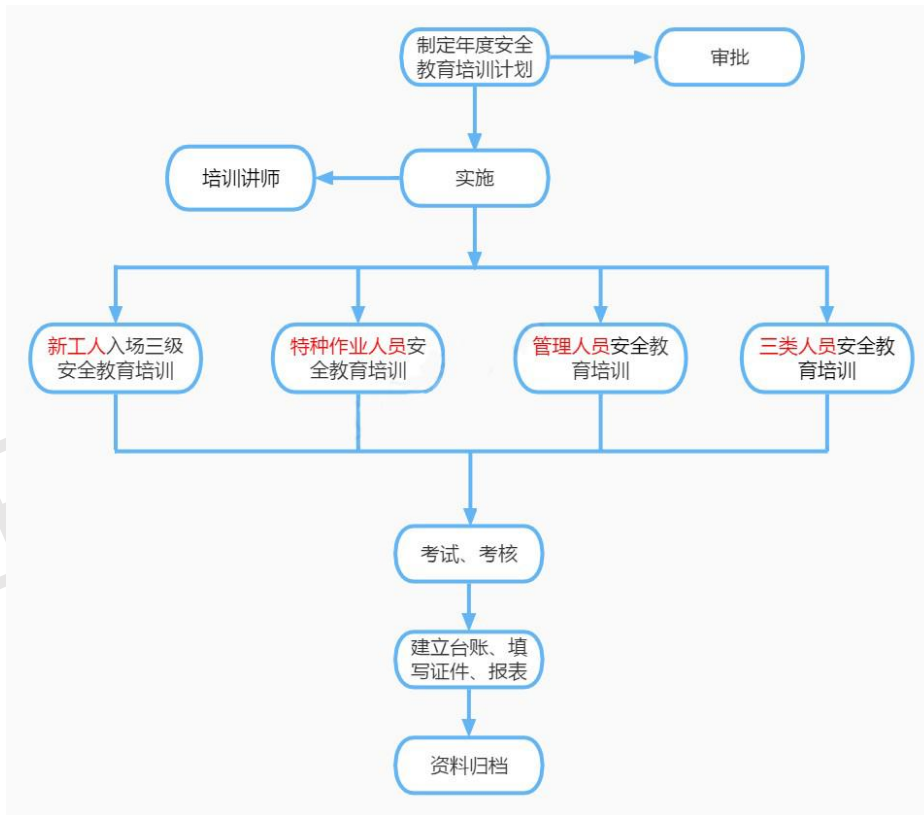 制定年度安全
教育培训计划
审批
培训讲师
实施
新工人入场三级
安全教育培训
特种作业人员安
全教育培训
管理人员安全教
育培训
三类人员安全教
育培训
考试、考核
建立台账、填
写证件、报表
资料归档